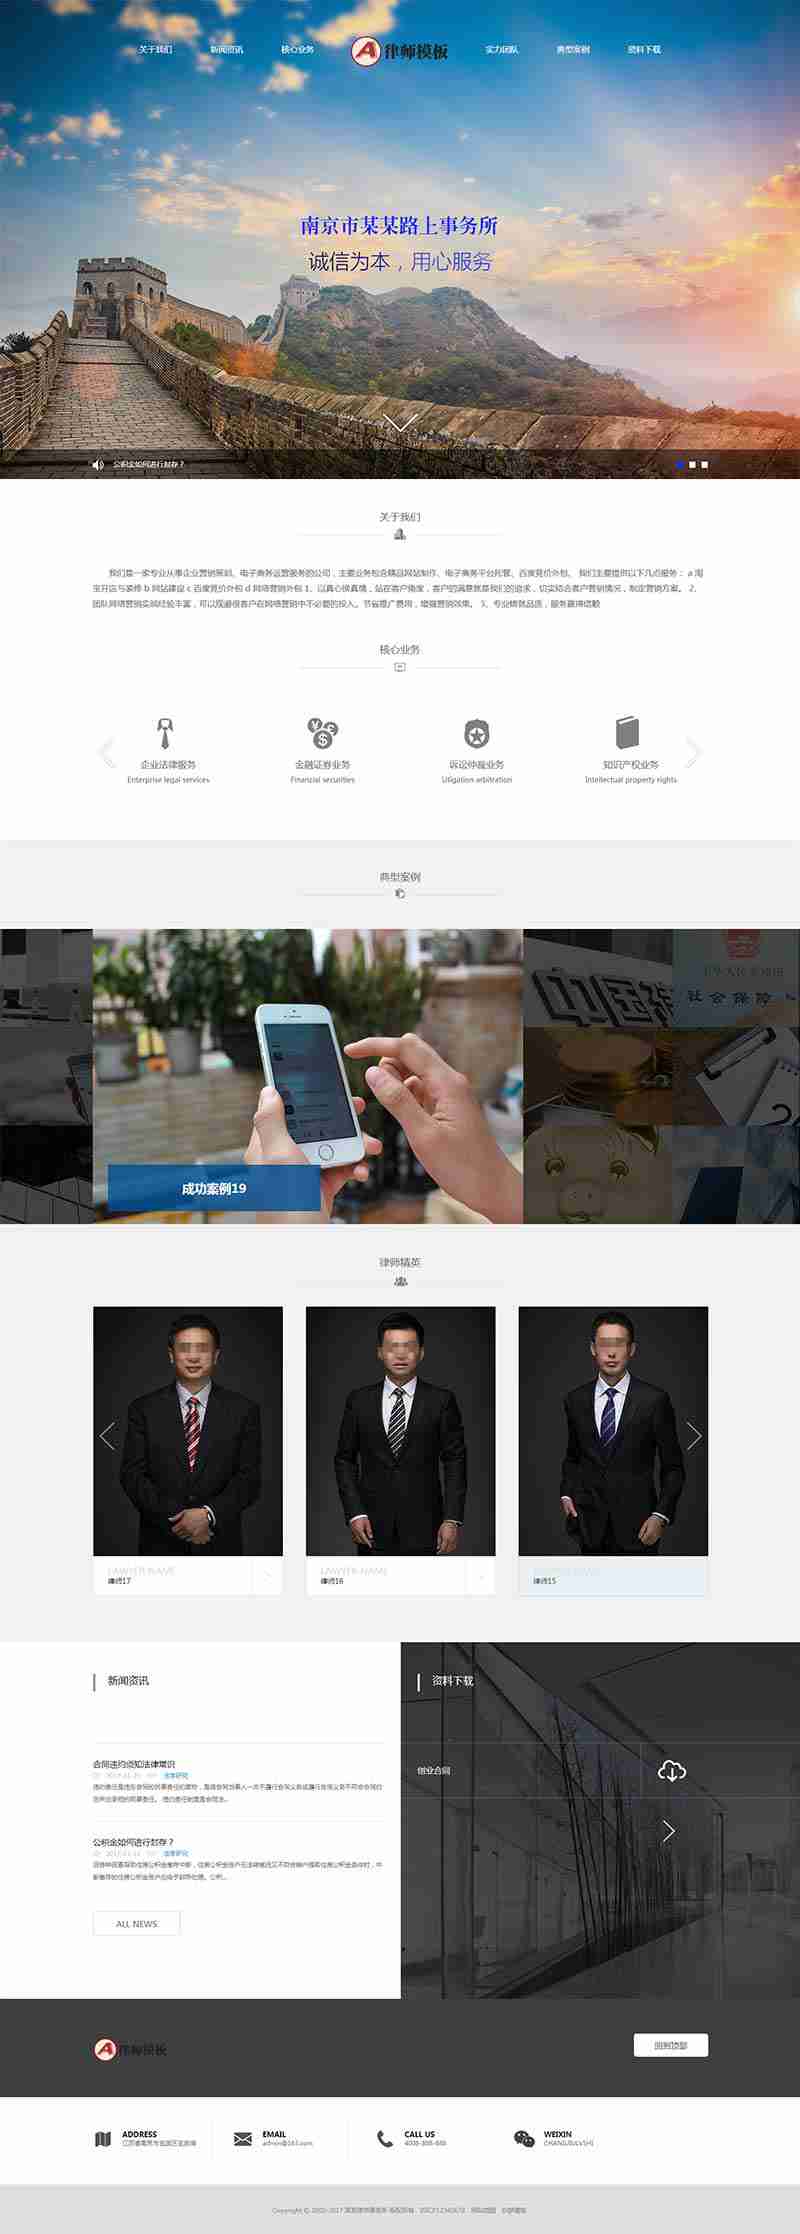 关于我们 新闻资讯 核心业务 律师模板 实力团队 典型案例 资料下载
南京市某某路上事务所
诚信为本，用心服务
公积金如何进行封存？
关于我们
我们是一家专业从事企业营销策划、电子商务运营服务的公司，主要业务包含精品网站制作、电子商务平台托管、百度竞价外包。 我们主要提供以下几点服务： a 淘
宝开店与装修 b 网站建设 c 百度竞价外包 d 网络营销外包 1、以真心换真情，站在客户角度，客户的满意就是我们的追求，切实结合客户营销情况，制定营销方案。 2、
团队网络营销实战经验丰富，可以规避很客户在网络营销中不必要的投入。节省推广费用，增强营销效果。 3、专业铸就品质，服务赢得信赖
核心业务
企业法律服务 金融证券业务 诉讼仲裁业务 知识产权业务
Enterprise legal services Financial securities Litigation arbitration Intellectual property rights
典型案例
社会保障
成功案例19
律师精英
LAWYER NAME LAWYER NAME LAWYER NAME
律师17 律师16 律师15
新闻资讯 资料下载
合同违约须知法律常识
法律研究
创业合同
公积金如何进行封存？
法律研究
ALL NEWS
律师模板
回到顶部
ADDRESS EMAIL CALL US WEIXIN
admin@163.com